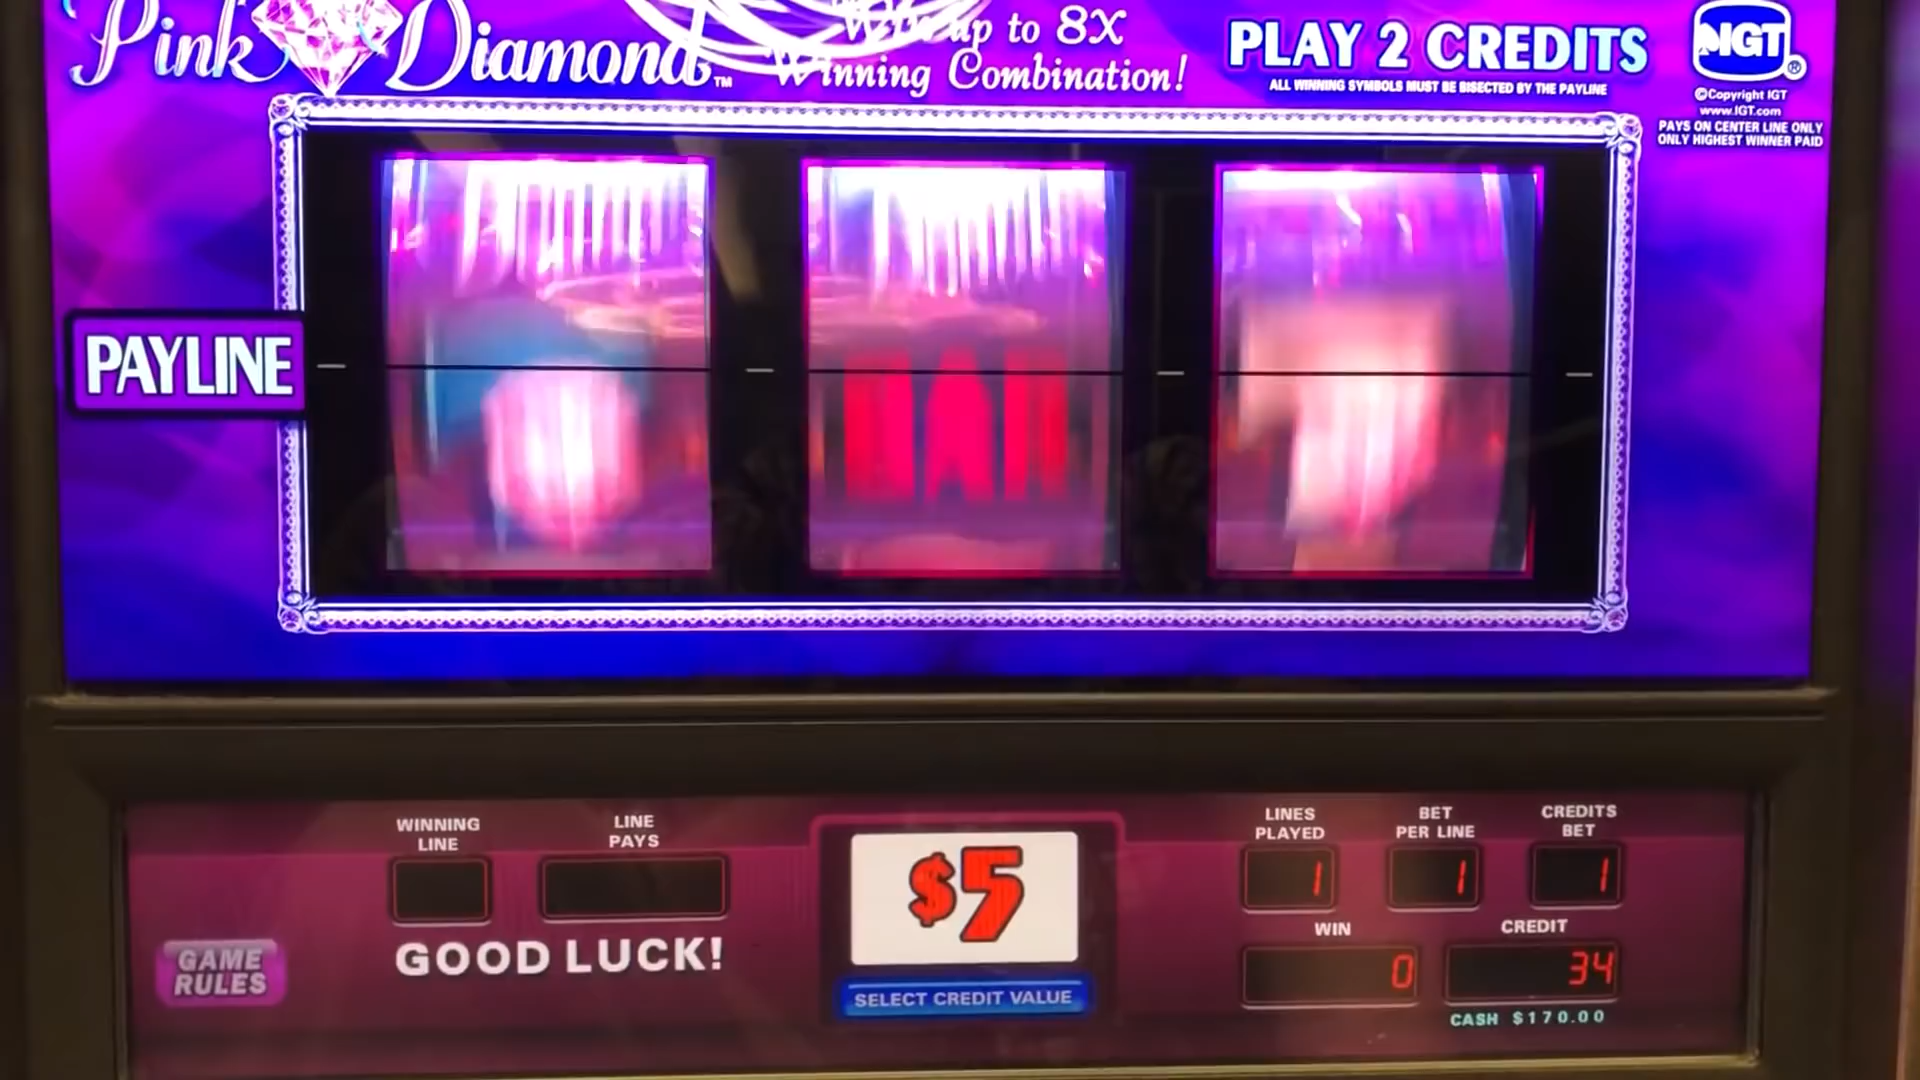 Pink Diamond™
Win up to 8X
Winning Combination!
PLAY 2 CREDITS
ALL WINNING SYMBOLS MUST BE BISECTED BY THE PAYLINE
IGT®
©Copyright IGT
www.IGT.com
PAYS ON CENTER LINE ONLY
ONLY HIGHEST WINNER PAID
PAYLINE
BAR
WINNING
LINE
LINE
PAYS
GOOD LUCK!
GAME
RULES
$5
SELECT CREDIT VALUE
LINES
PLAYED
1
BET
PER LINE
1
CREDITS
BET
1
WIN
0
CREDIT
34
CASH $170.00